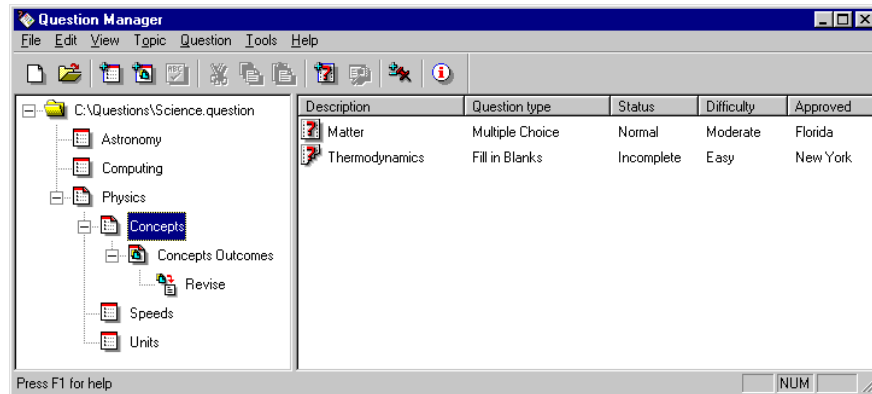 Question Manager
File Edit View Topic Question Tools Help
C:\Questions\Science.question
Astronomy
Computing
Physics
Concepts
Concepts Outcomes
Revise
Speeds
Units
Description Question type Status Difficulty Approved
Matter Multiple Choice Normal Moderate Florida
Thermodynamics Fill in Blanks Incomplete Easy New York
Press F1 for help NUM